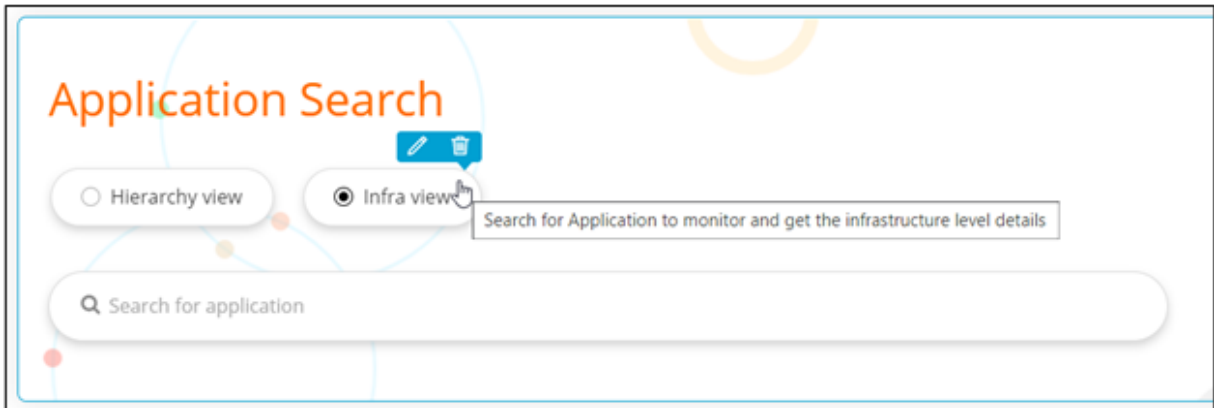 Application Search
Hierarchy view
Infra view
Search for Application to monitor and get the infrastructure level details
Search for application